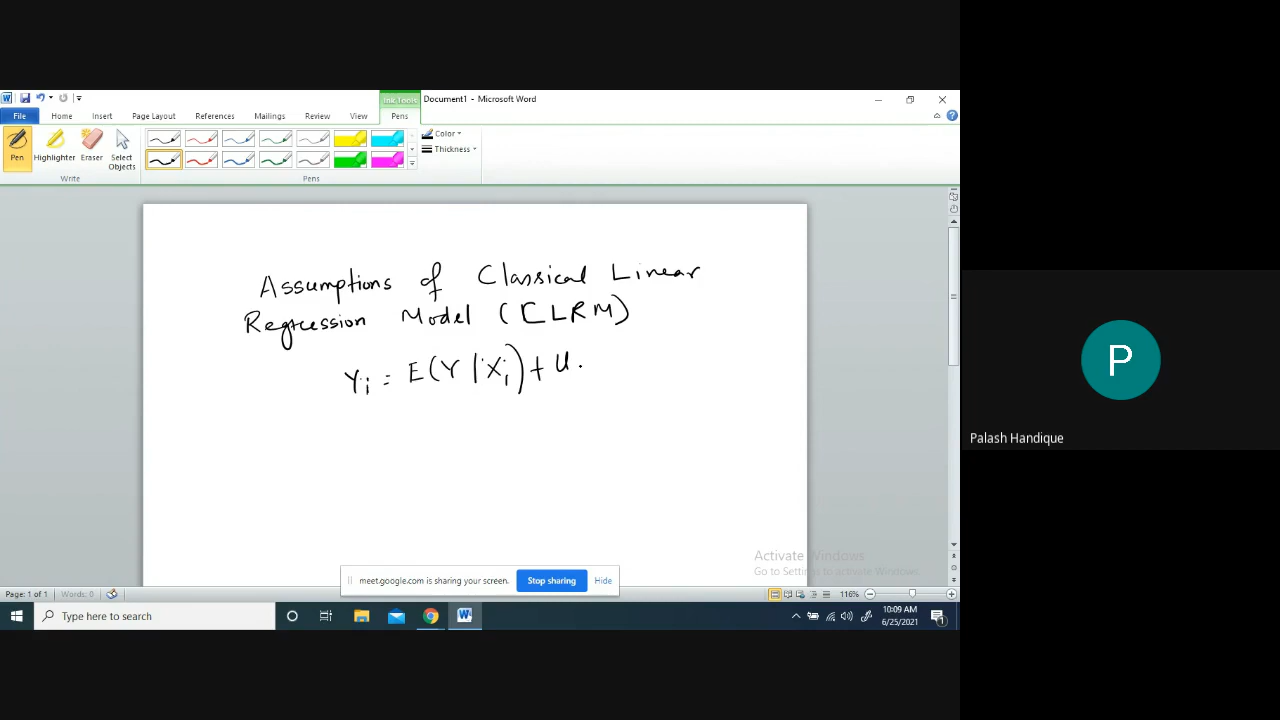 Ink Tools
Document1 - Microsoft Word
File Home Insert Page Layout References Mailings Review View Pens
Pen Highlighter Eraser Select Objects
Color
Thickness
Write
Pens
Assumptions of Classical Linear
Regression Model (CLRM)
Yi = E(Y|Xi) + U.
P
Palash Handique
Activate Windows
Go to Settings to activate Windows.
meet.google.com is sharing your screen. Stop sharing Hide
Page: 1 of 1 Words: 0 116%
Type here to search
10:09 AM
6/25/2021
1